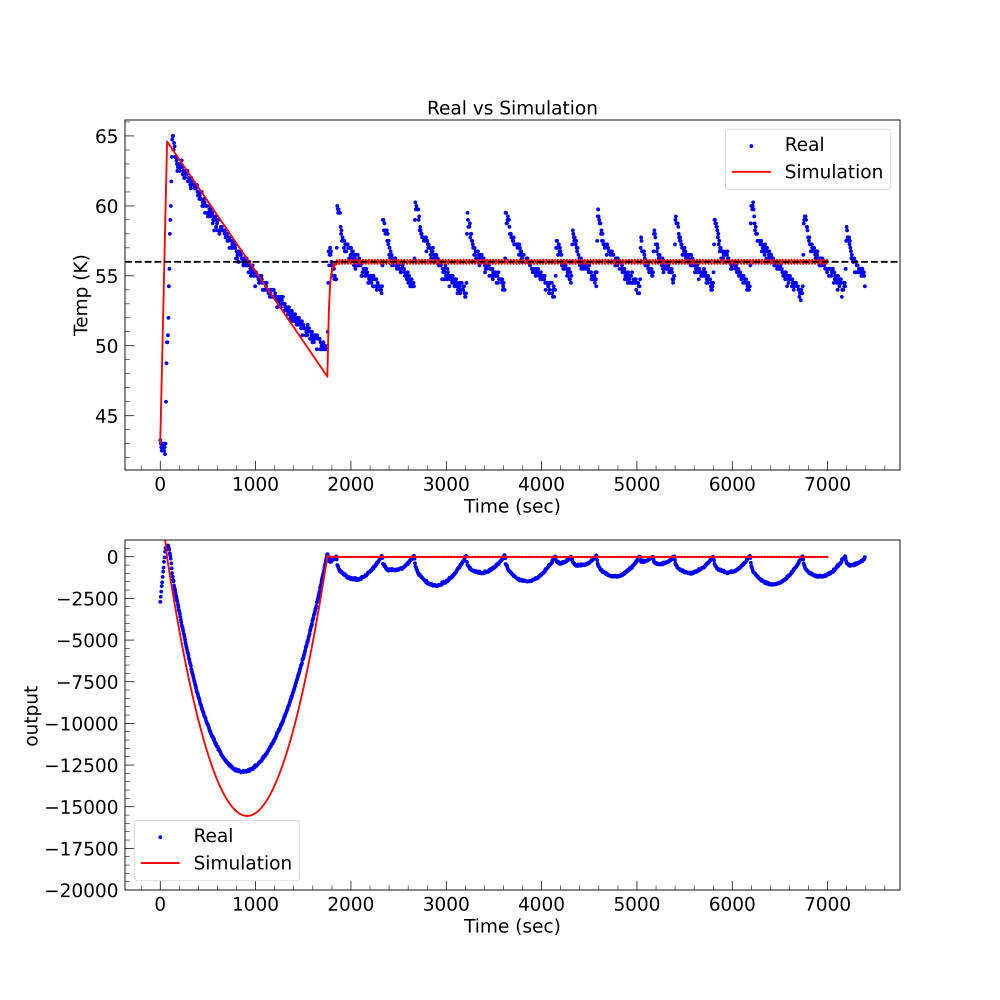 Real vs Simulation
65
60
55
50
45
Temp (K)
Real
Simulation
0 1000 2000 3000 4000 5000 6000 7000
Time (sec)
0
−2500
−5000
−7500
−10000
−12500
−15000
−17500
−20000
output
Real
Simulation
0 1000 2000 3000 4000 5000 6000 7000
Time (sec)